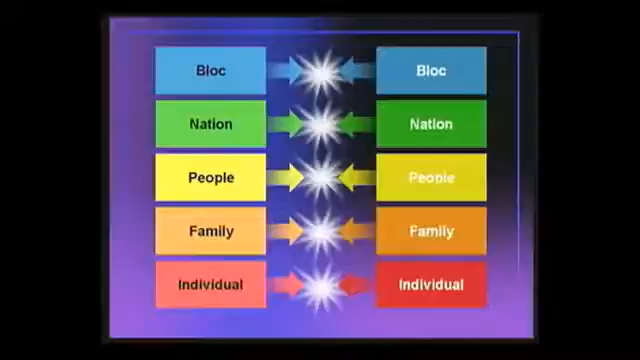 Bloc Bloc
Nation Nation
People People
Family Family
Individual Individual